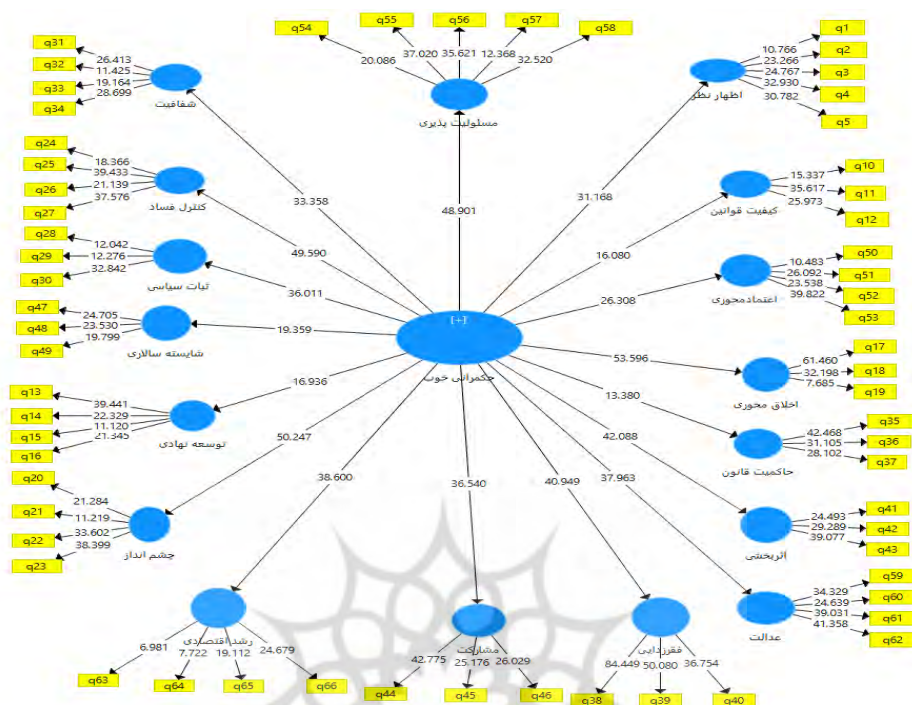 q54
q55
q56
q57
q58
20.086
37.020
35.621
12.368
32.520
مسئولیت پذیری
48.901
q31
q32
q33
q34
26.413
11.425
19.164
28.699
شفافیت
33.358
q1
q2
q3
q4
q5
10.766
23.266
24.767
32.930
30.782
اظهار نظر
31.168
q24
q25
q26
q27
18.366
39.433
21.139
37.576
کنترل فساد
49.590
q10
q11
q12
15.337
35.617
25.973
کیفیت قوانین
16.080
q28
q29
q30
12.042
12.276
32.842
ثبات سیاسی
36.011
q50
q51
q52
q53
10.483
26.092
23.538
39.822
اعتمادمحوری
26.308
q47
q48
q49
24.705
23.530
19.799
شایسته سالاری
19.359
[+]
حکمرانی خوب
q17
q18
q19
61.460
32.198
7.685
اخلاق محوری
53.596
q13
q14
q15
q16
39.441
22.329
11.120
21.345
توسعه نهادی
16.936
q35
q36
q37
42.468
31.105
28.102
حاکمیت قانون
13.380
q20
q21
q22
q23
21.284
11.219
33.602
38.399
چشم انداز
50.247
q41
q42
q43
24.493
29.289
39.077
اثربخشی
42.088
q59
q60
q61
q62
34.329
24.639
39.031
41.358
عدالت
37.963
38.600
رشد اقتصادی
6.981
7.722
19.112
24.679
q63
q64
q65
q66
36.540
مشارکت
42.775
25.176
26.029
q44
q45
q46
40.949
فقرزدایی
84.449
50.080
36.754
q38
q39
q40